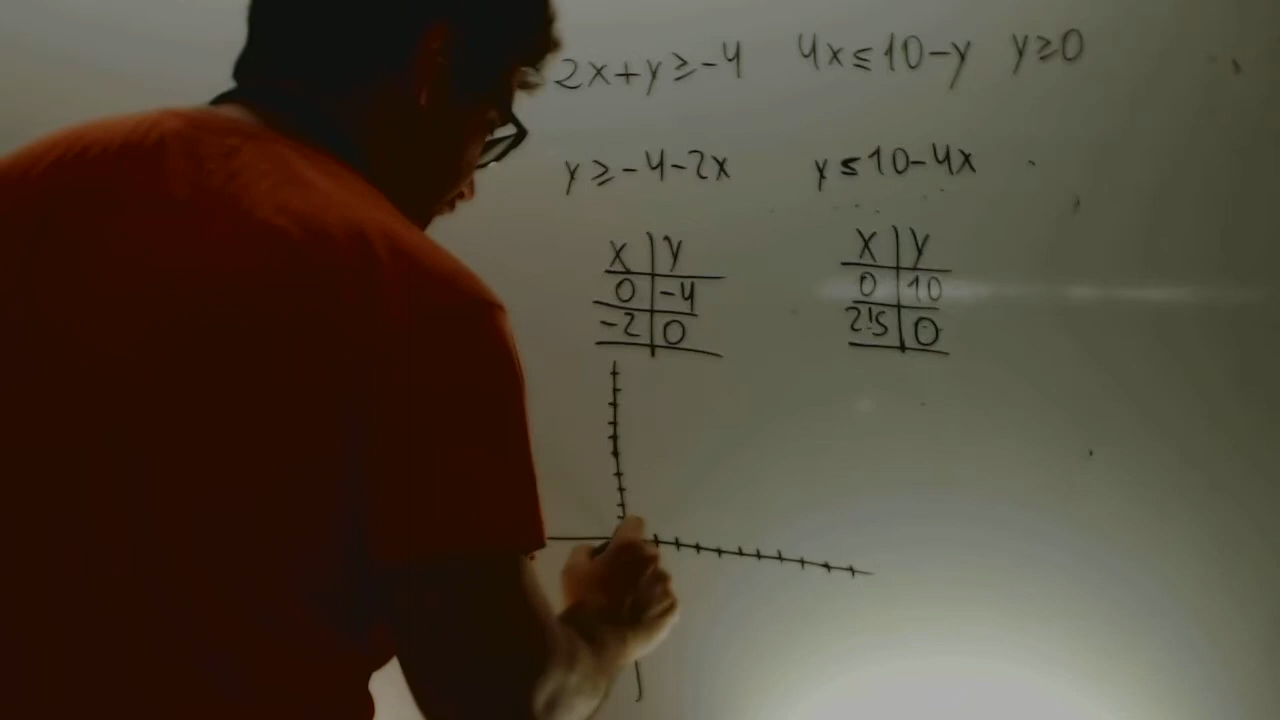 2x+y≥-4 4x≤10-y y≥0
y≥-4-2x y≤10-4x
x y x y
0 -4 0 10
-2 0 2'5 0